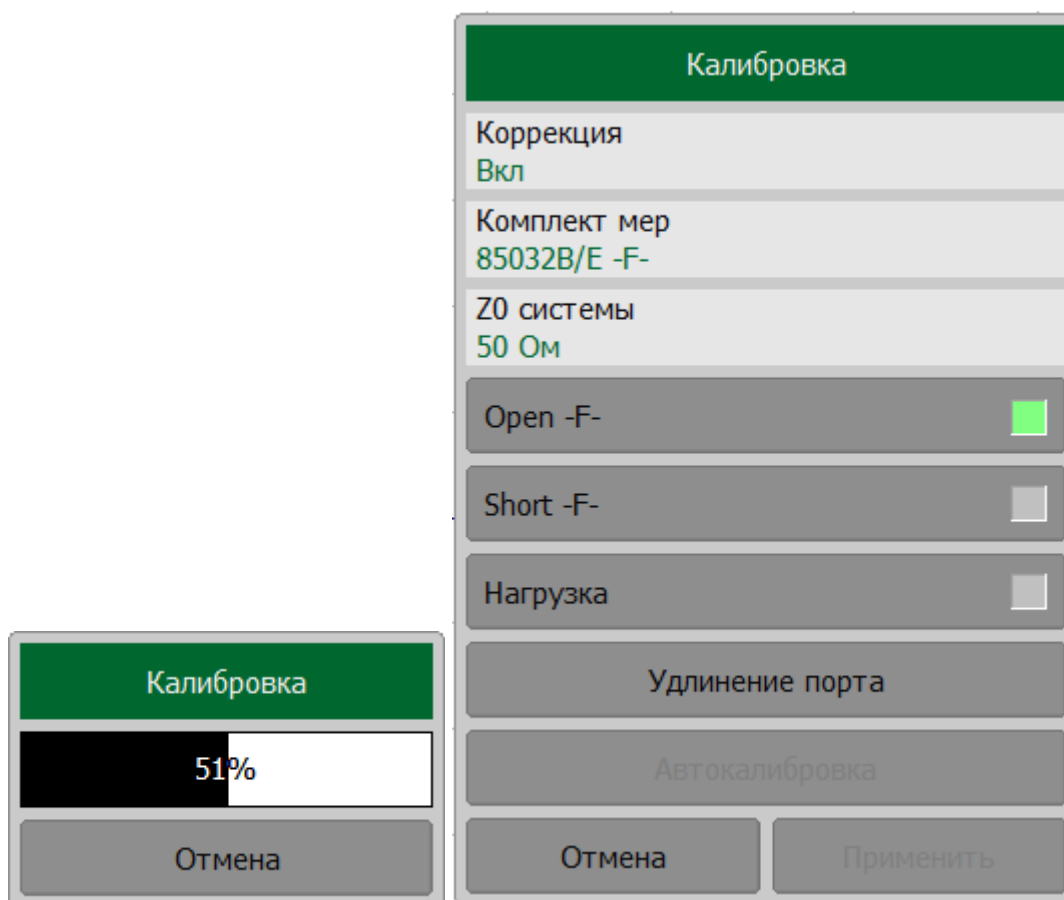 Калибровка
51%
Отмена
Калибровка
Коррекция
Вкл
Комплект мер
85032B/E -F-
Z0 системы
50 Ом
Open -F-
Short -F-
Нагрузка
Удлинение порта
Автокалибровка
Отмена
Применить